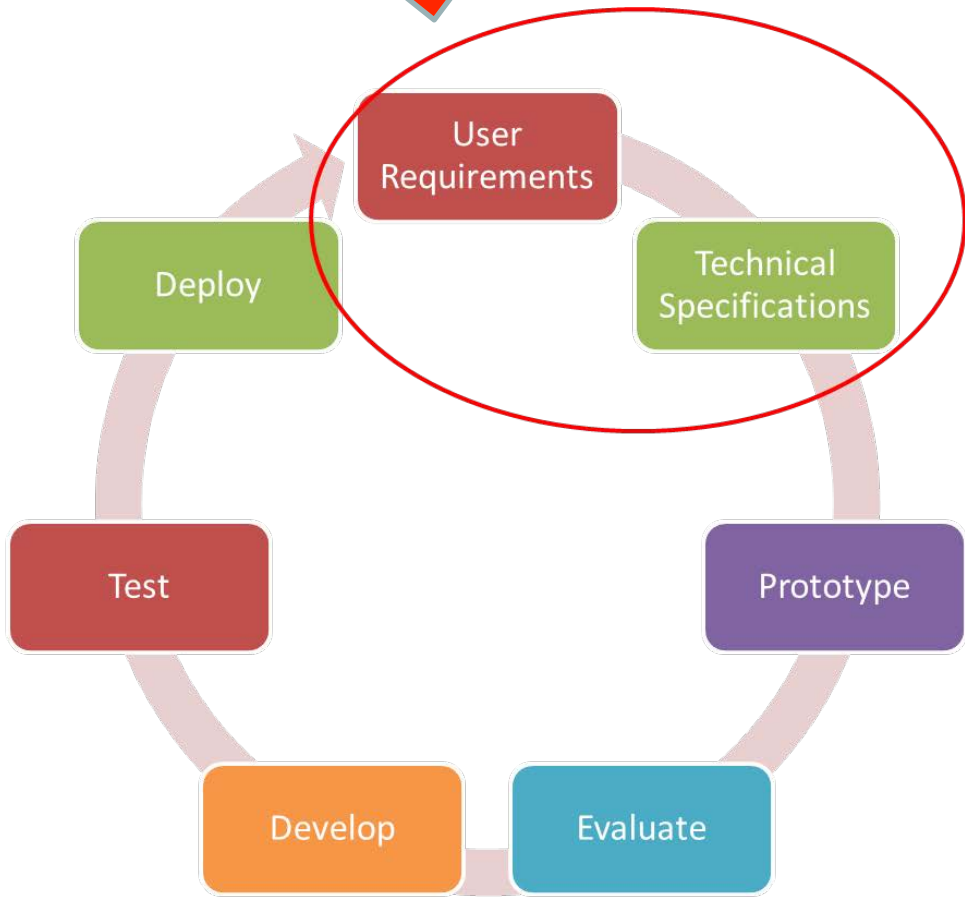 User
Requirements
Technical
Specifications
Prototype
Evaluate
Develop
Test
Deploy